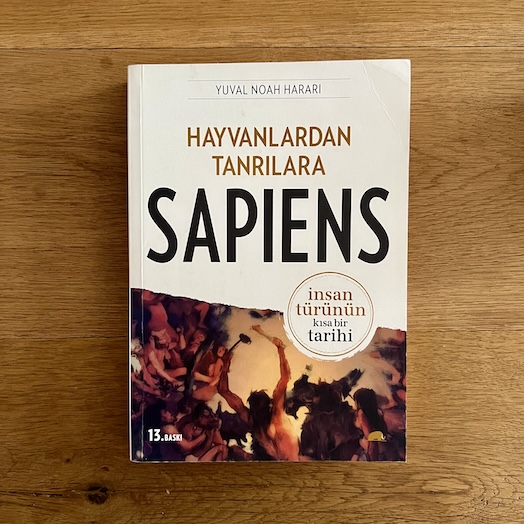 YUVAL NOAH HARARI
HAYVANLARDAN
TANRILARA
SAPIENS
insan
türünün
kısa bir
tarihi
13.BASKI